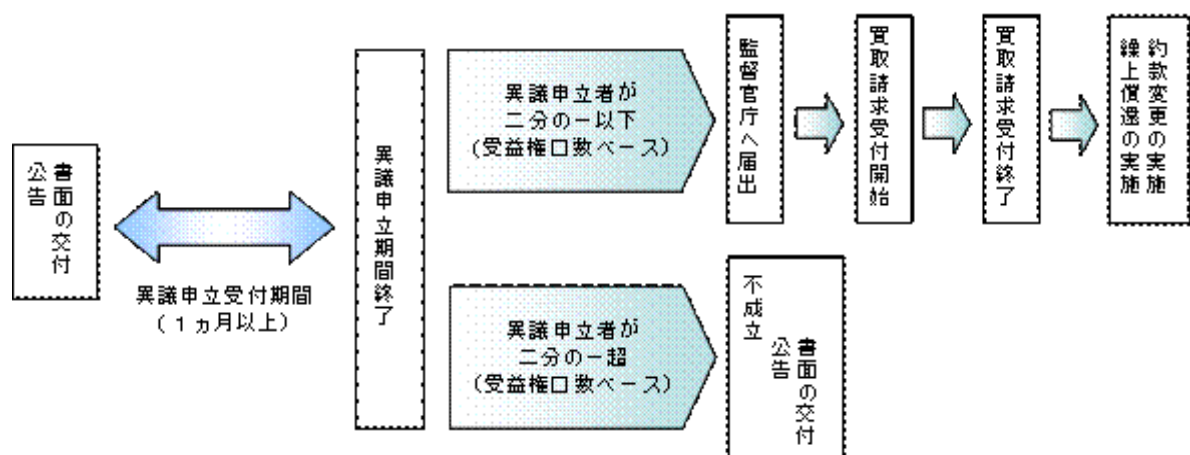 書面の交付
公告
異議申立受付期間
(1ヵ月以上)
異議申立期間終了
異議申立者が
二分の一以下
(受益権口数ベース)
監督官庁へ届出
買取請求受付開始
買取請求受付終了
約款変更の実施
繰上償還の実施
異議申立者が
二分の一超
(受益権口数ベース)
不成立
書面の交付
公告